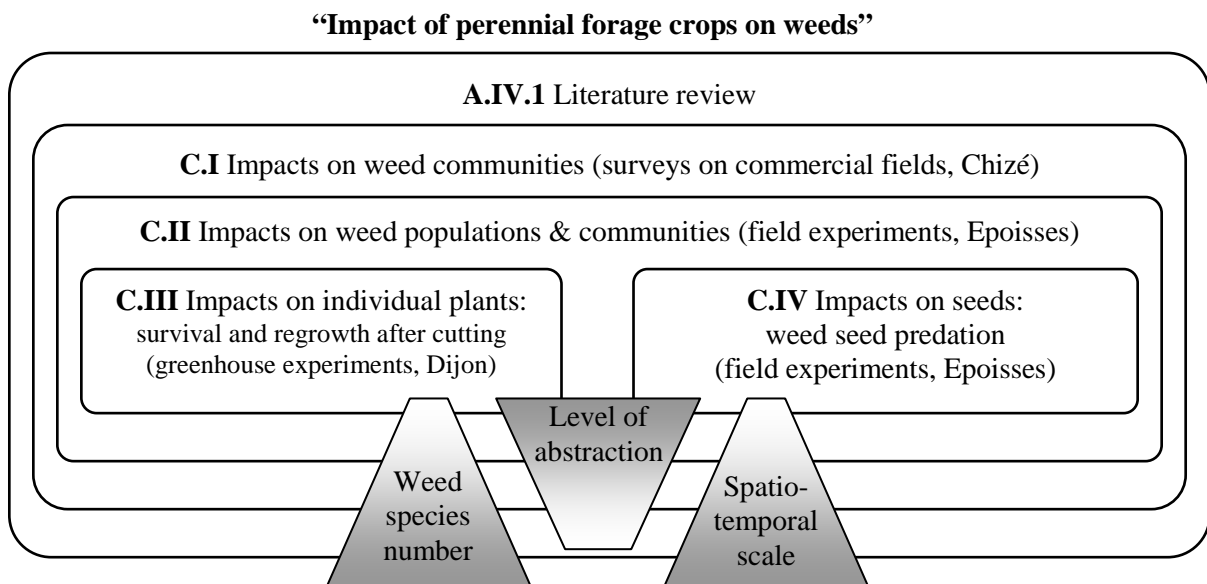 “Impact of perennial forage crops on weeds”
A.IV.1 Literature review
C.I Impacts on weed communities (surveys on commercial fields, Chizé)
C.II Impacts on weed populations & communities (field experiments, Epoisses)
C.III Impacts on individual plants:
survival and regrowth after cutting
(greenhouse experiments, Dijon)
C.IV Impacts on seeds:
weed seed predation
(field experiments, Epoisses)
Level of
abstraction
Weed
species
number
Spatio-
temporal
scale